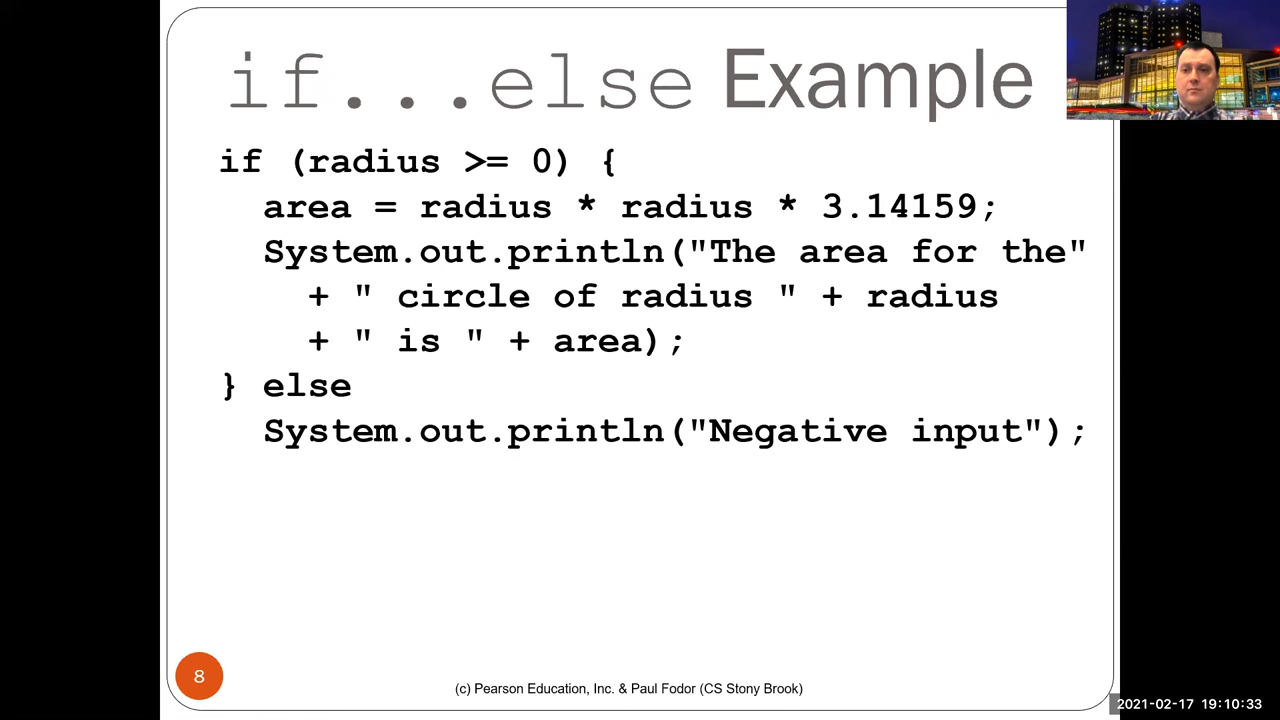 if...else Example
if (radius >= 0) {
area = radius * radius * 3.14159;
System.out.println("The area for the"
+ " circle of radius " + radius
+ " is " + area);
} else
System.out.println("Negative input");
8
(c) Pearson Education, Inc. & Paul Fodor (CS Stony Brook)
2021-02-17 19:10:33